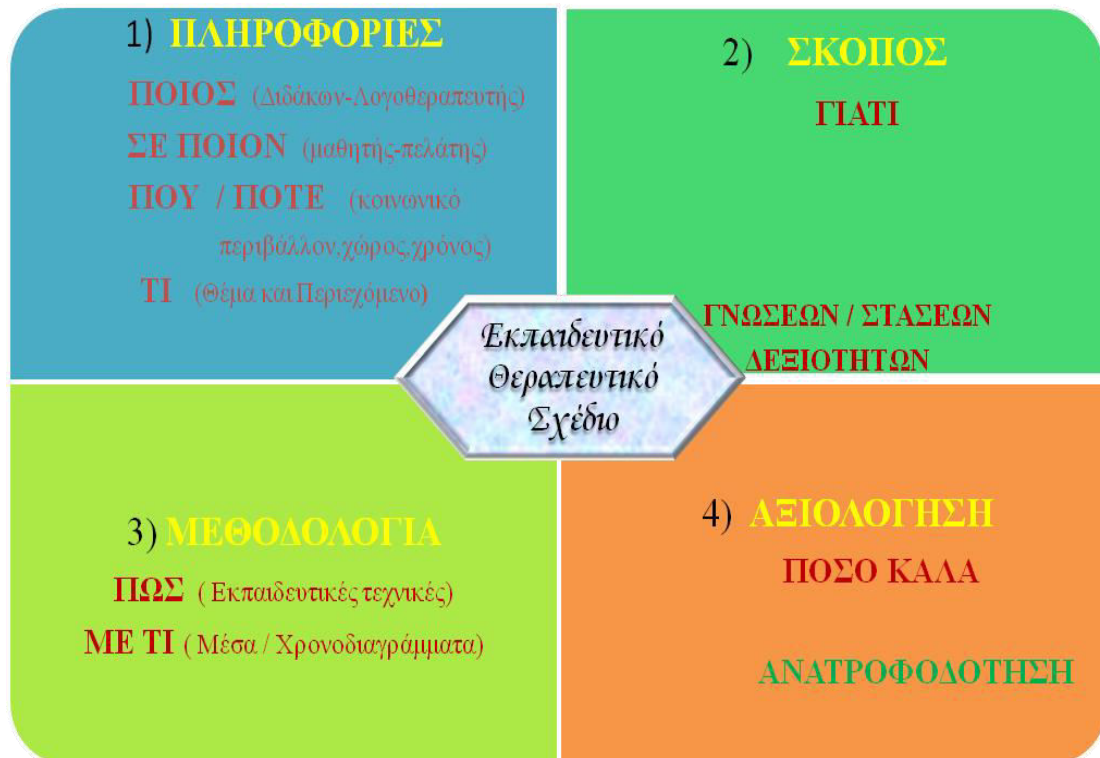 1) ΠΛΗΡΟΦΟΡΙΕΣ
ΠΟΙΟΣ (Διδάκων-Λογοθεραπευτής)
ΣΕ ΠΟΙΟΝ (μαθητής-πελάτης)
ΠΟΥ / ΠΟΤΕ (κοινωνικό
περιβάλλον,χώρος,χρόνος)
ΤΙ (Θέμα και Περιεχόμενο)
2) ΣΚΟΠΟΣ
ΓΙΑΤΙ
ΓΝΩΣΕΩΝ / ΣΤΑΣΕΩΝ
ΔΕΞΙΟΤΗΤΩΝ
Εκπαιδευτικό
Θεραπευτικό
Σχέδιο
3) ΜΕΘΟΔΟΛΟΓΙΑ
ΠΩΣ ( Εκπαιδευτικές τεχνικές)
ΜΕ ΤΙ ( Μέσα / Χρονοδιαγράμματα)
4) ΑΞΙΟΛΟΓΗΣΗ
ΠΟΣΟ ΚΑΛΑ
ΑΝΑΤΡΟΦΟΔΟΤΗΣΗ